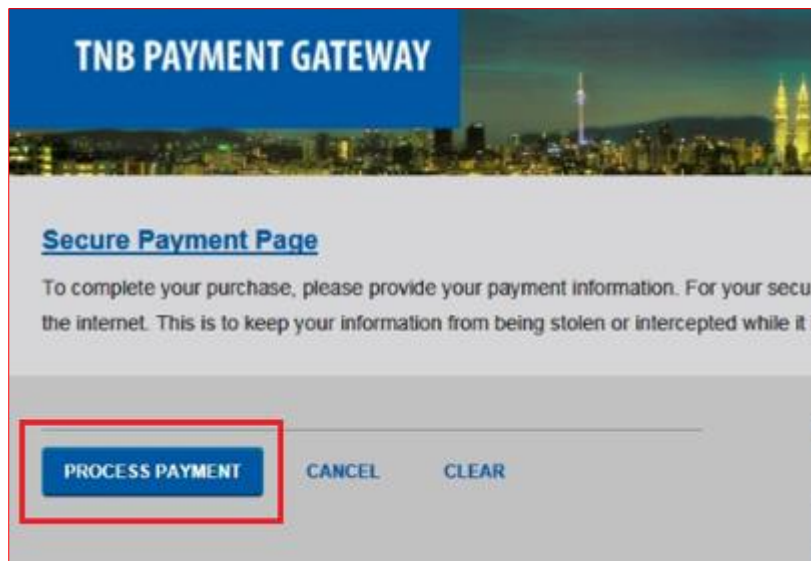 TNB PAYMENT GATEWAY
Secure Payment Page
To complete your purchase, please provide your payment information. For your secu
the internet. This is to keep your information from being stolen or intercepted while it
PROCESS PAYMENT CANCEL CLEAR